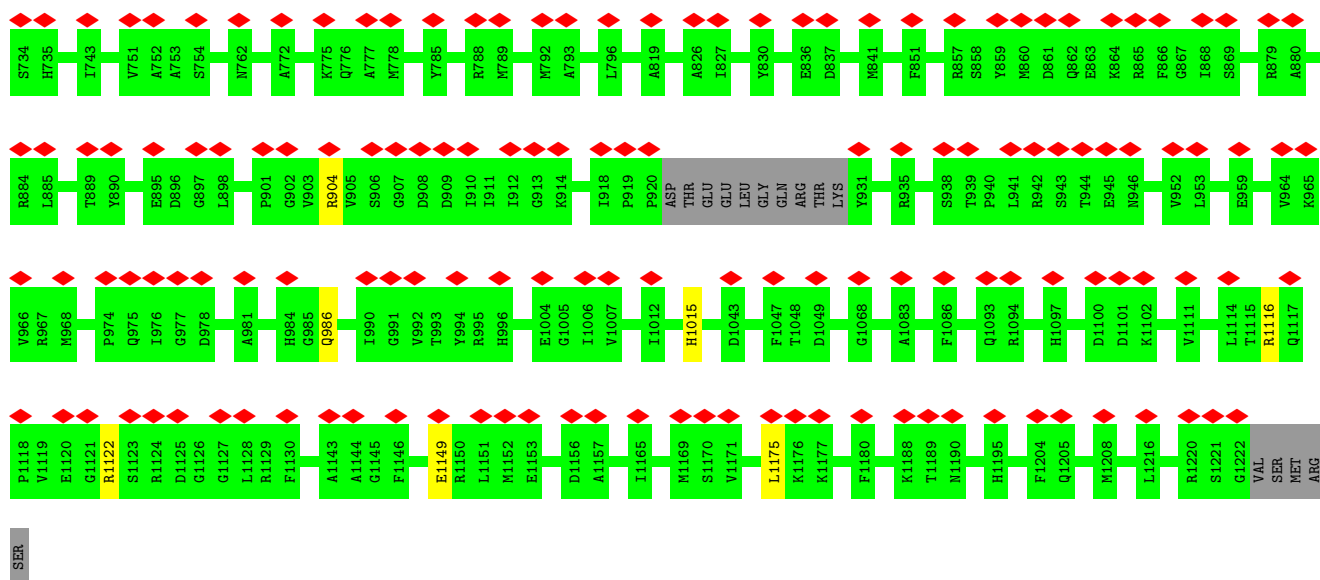 S734 H735 I743 V751 A752 A753 S754 N762 A772 K775 Q776 A777 M778 Y785 R788 M789 M792 A793 L796 A819 A826 I827 Y830 E836 D837 M841 F851 R857 S858 Y859 M860 D861 Q862 E863 K864 R865 F866 G867 I868 S869 R879 A880
R884 L885 T889 Y890 E895 D896 G897 L898 P901 G902 V903 R904 V905 S906 G907 D908 D909 I910 I911 I912 G913 K914 I918 P919 P920 ASP THR GLU GLU LEU GLY GLN ARG THR LYS Y931 R935 S938 T939 P940 L941 R942 S943 T944 E945 N946 V952 L953 E959 V964 K965
V966 R967 M968 P974 Q975 I976 G977 D978 A981 H984 G985 Q986 I990 G991 V992 T993 Y994 R995 H996 E1004 G1005 I1006 V1007 I1012 H1015 D1043 F1047 T1048 D1049 G1068 A1083 F1086 Q1093 R1094 H1097 D1100 D1101 K1102 V1111 L1114 T1115 R1116 Q1117
P1118 V1119 E1120 G1121 R1122 S1123 R1124 D1125 G1126 G1127 L1128 R1129 F1130 A1143 A1144 G1145 F1146 E1149 R1150 L1151 M1152 E1153 D1156 A1157 I1165 M1169 S1170 V1171 L1175 K1176 K1177 F1180 K1188 T1189 N1190 H1195 F1204 Q1205 M1208 L1216 R1220 S1221 G1222 VAL SER MET ARG
SER